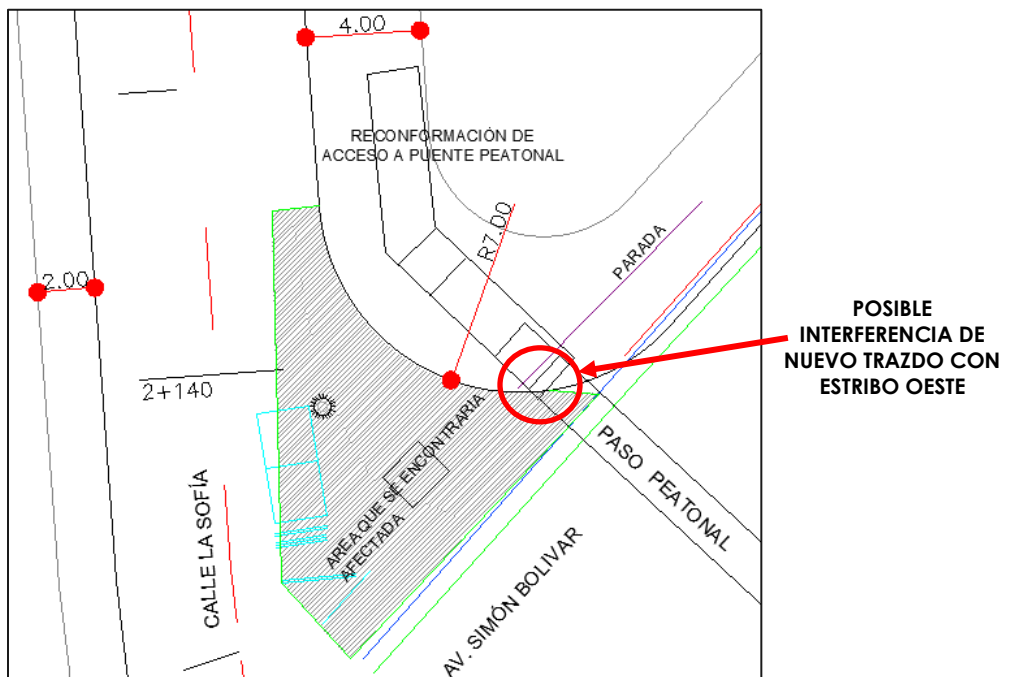 4.00
RECONFORMACIÓN DE
ACCESO A PUENTE PEATONAL
R7.00
PARADA
2.00
POSIBLE
INTERFERENCIA DE
NUEVO TRAZDO CON
ESTRIBO OESTE
2+140
AREA QUE SE ENCONTRARIA
AFECTADA
PASO PEATONAL
CALLE LA SOFÍA
AV. SIMÓN BOLIVAR